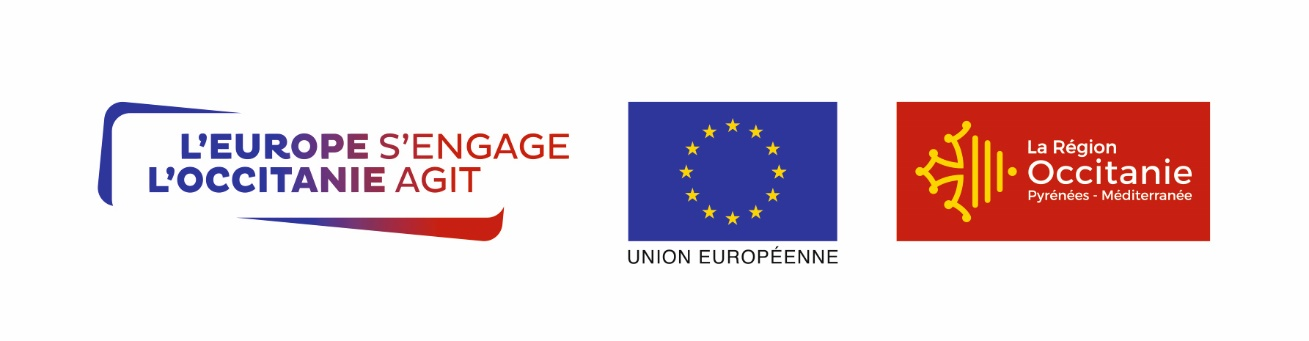 L'EUROPE S'ENGAGE
L'OCCITANIE AGIT
UNION EUROPÉENNE
La Région
Occitanie
Pyrénées - Méditerranée